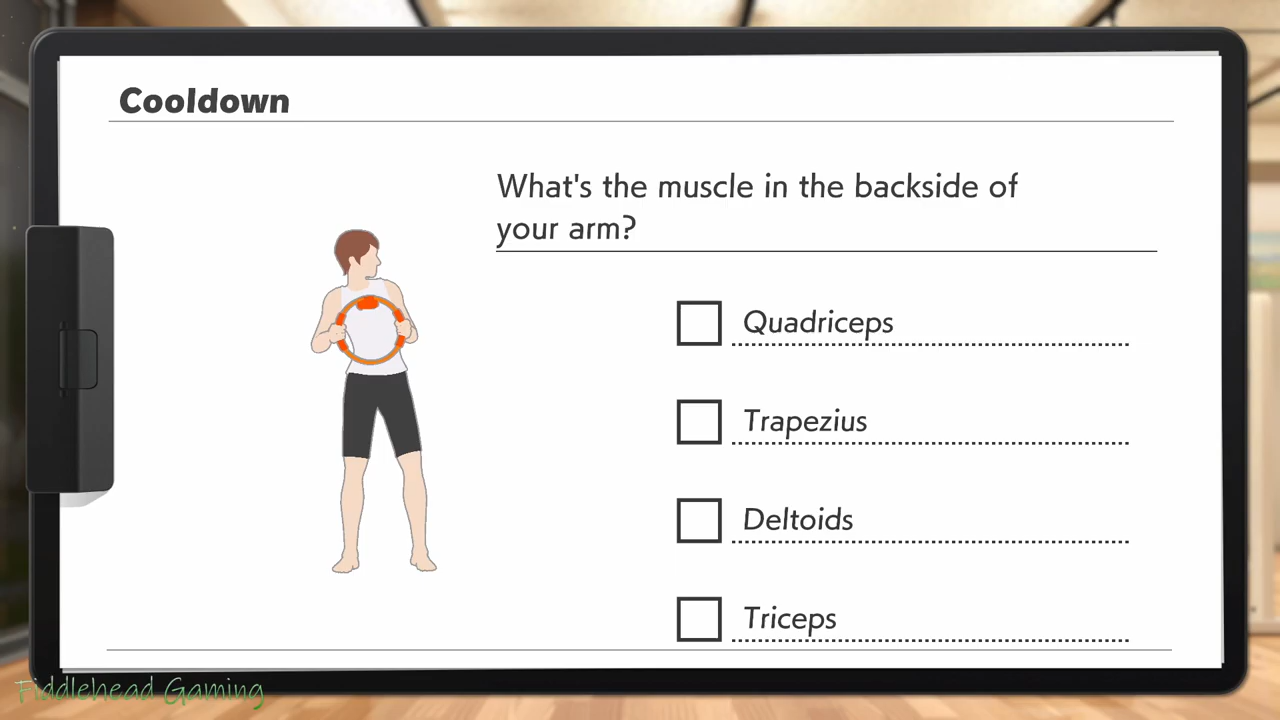 Cooldown
What's the muscle in the backside of
your arm?
Quadriceps
Trapezius
Deltoids
Triceps
Fiddlehead Gaming